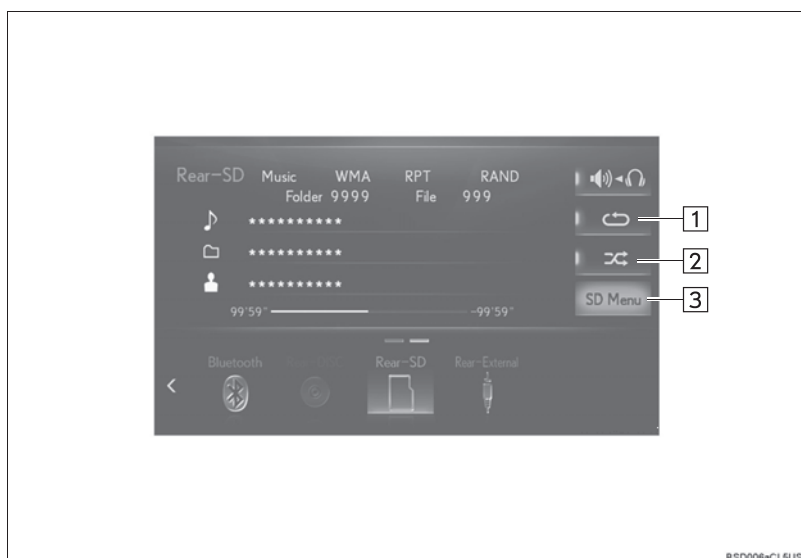 Rear-SD Music WMA RPT RAND
Folder 9999 File 999
**********
**********
**********
99'59" -99'59"
SD Menu
1
2
3
Bluetooth Rear-SD Rear-External
RSD006aCL5US